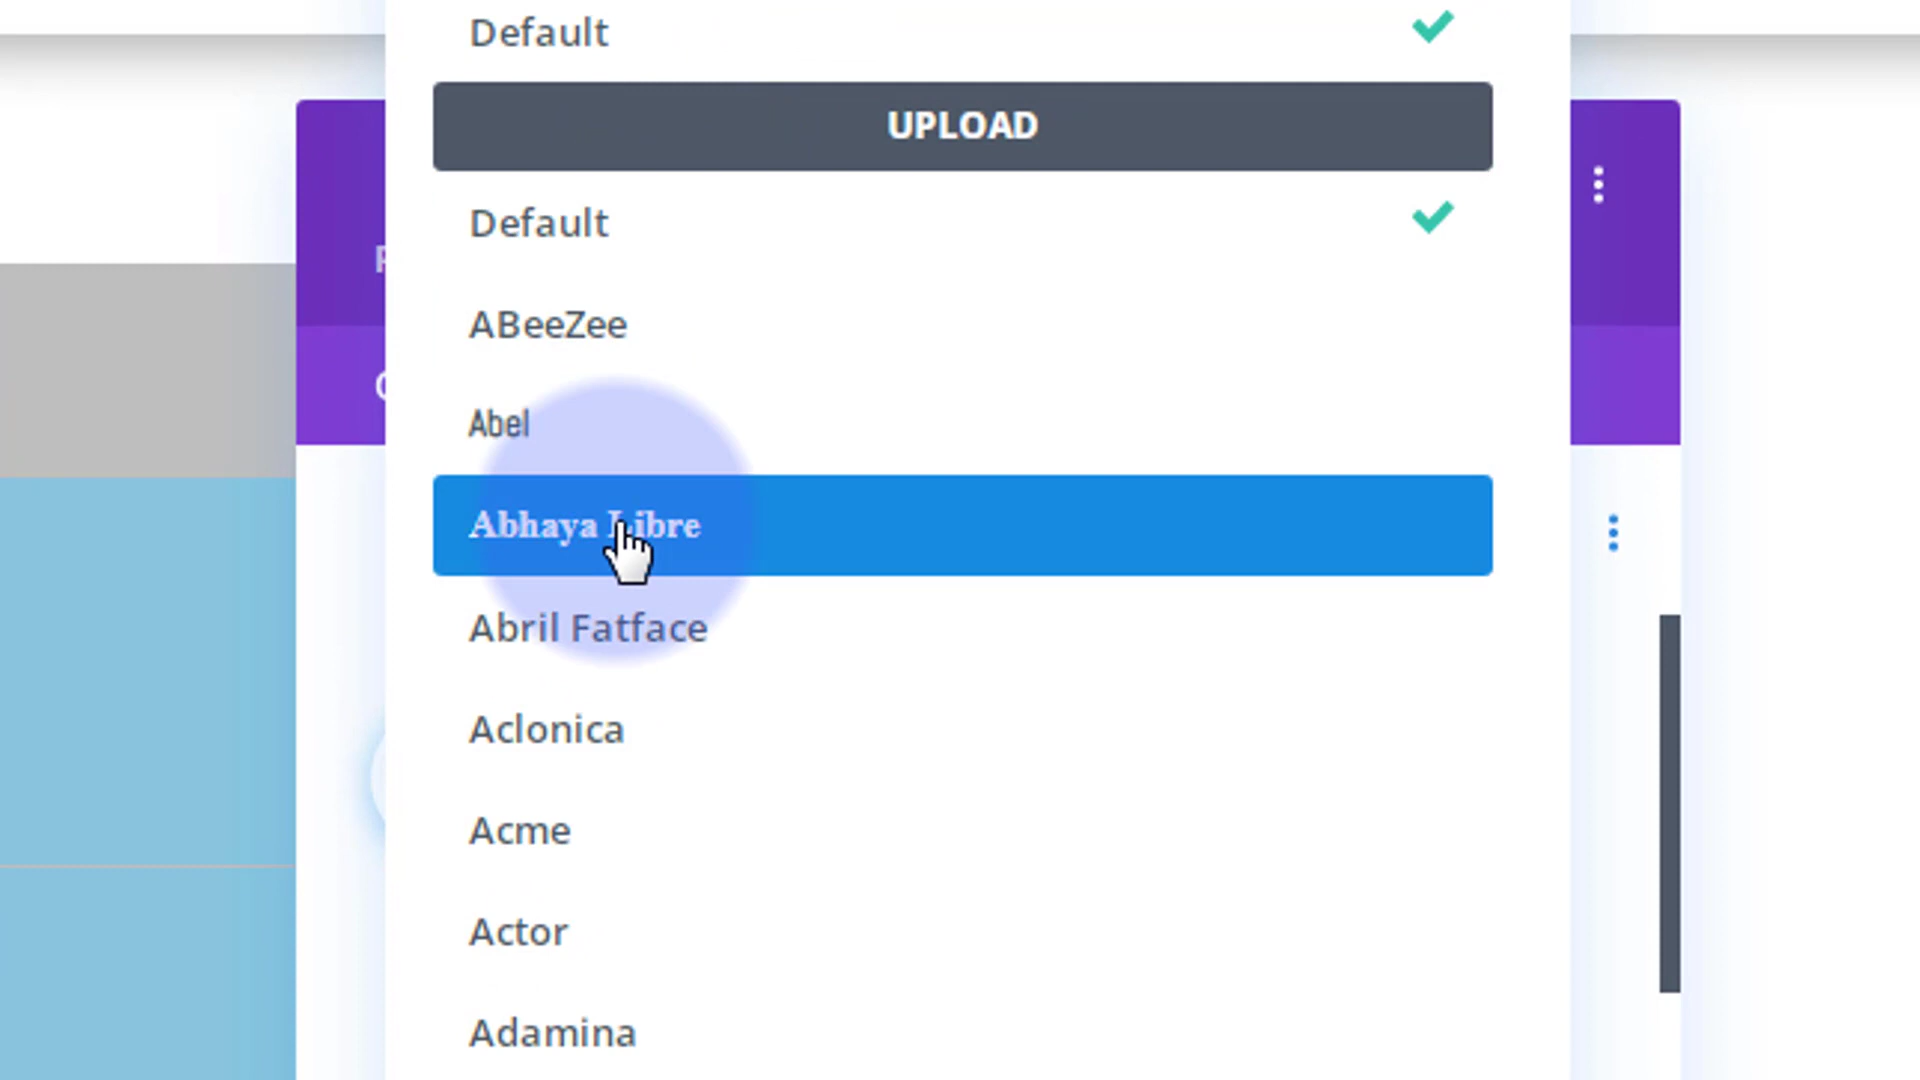 Default
UPLOAD
Default
ABeeZee
Abel
Abhaya Libre
Abril Fatface
Aclonica
Acme
Actor
Adamina